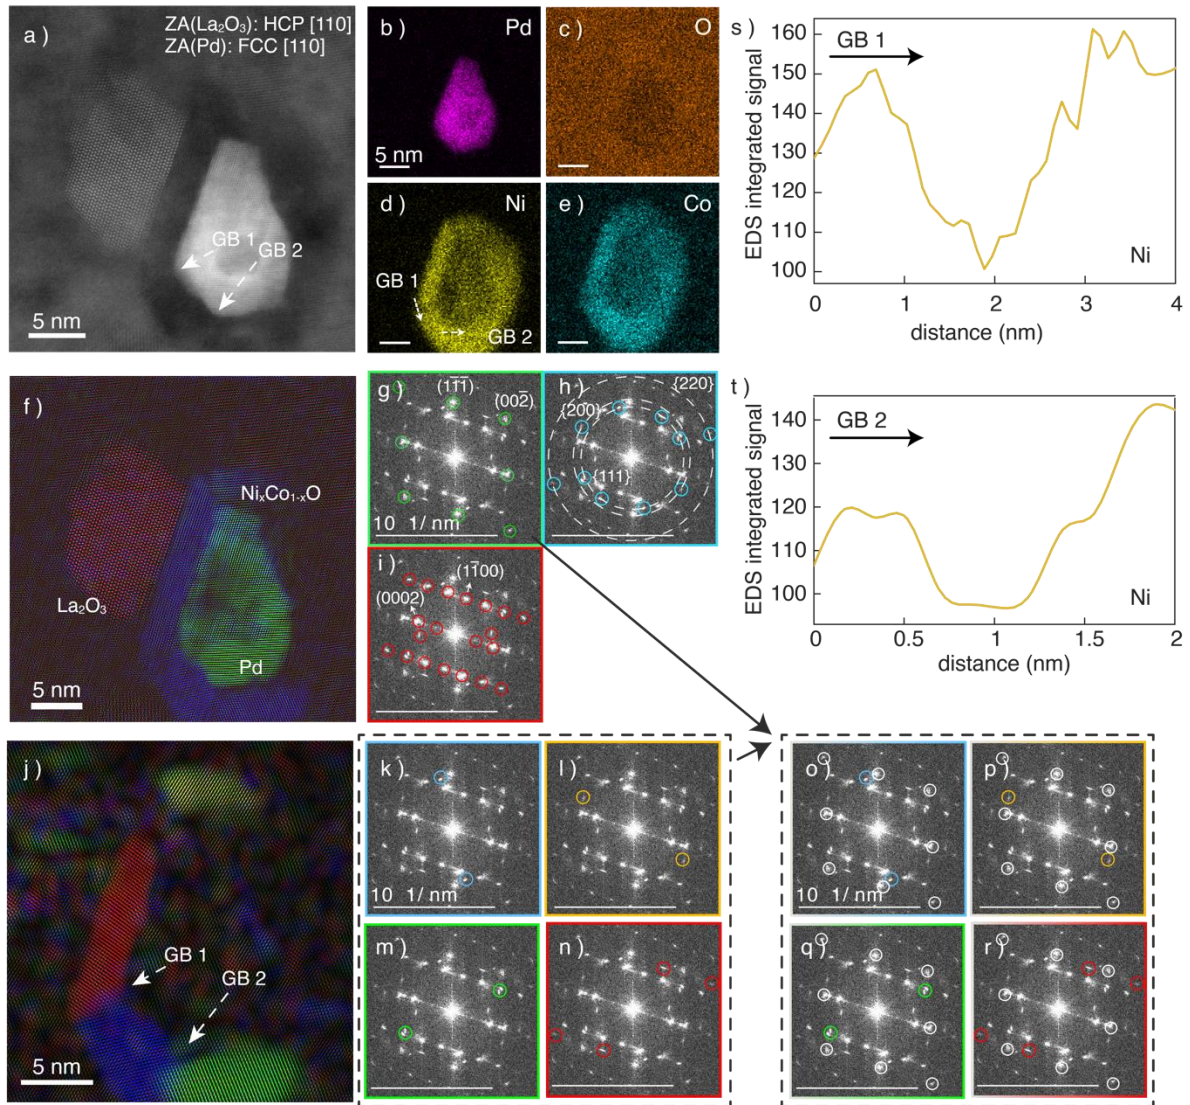 a )
ZA(La₂O₃): HCP [110]
ZA(Pd): FCC [110]
GB 1
GB 2
5 nm
b )
Pd
5 nm
c )
O
d )
Ni
GB 1
GB 2
e )
Co
s )
GB 1
EDS integrated signal
160
150
140
130
120
110
100
0
1
2
3
4
distance (nm)
Ni
f )
NiₓCo₁₋ₓO
La₂O₃
Pd
5 nm
g )
(11̅1̅)
(002̅)
10 1/ nm
h )
{220}
{200}
{111}
i )
(11̅00)
(0002)
t )
GB 2
EDS integrated signal
140
130
120
110
100
0
0.5
1
1.5
2
distance (nm)
Ni
j )
GB 1
GB 2
5 nm
k )
10 1/ nm
l )
m )
n )
o )
10 1/ nm
p )
q )
r )